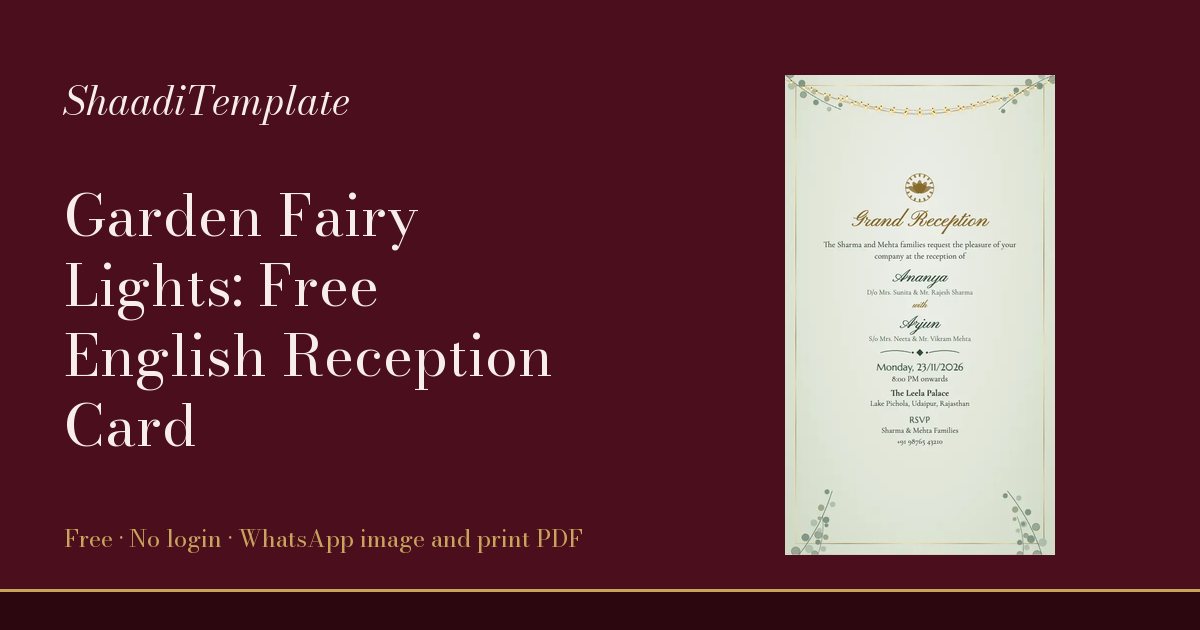 ShaadiTemplate
Garden Fairy
Lights: Free
English Reception
Card
Free · No login · WhatsApp image and print PDF
Grand Reception
The Sharma and Mehta families request the pleasure of your
company at the reception of
Ananya
D/o Mrs. Sunita & Mr. Rajesh Sharma
with
Arjun
S/o Mrs. Neeta & Mr. Vikram Mehta
Monday, 23/11/2026
8:00 PM onwards
The Leela Palace
Lake Pichola, Udaipur, Rajasthan
RSVP
Sharma & Mehta Families
+91 98765 43210